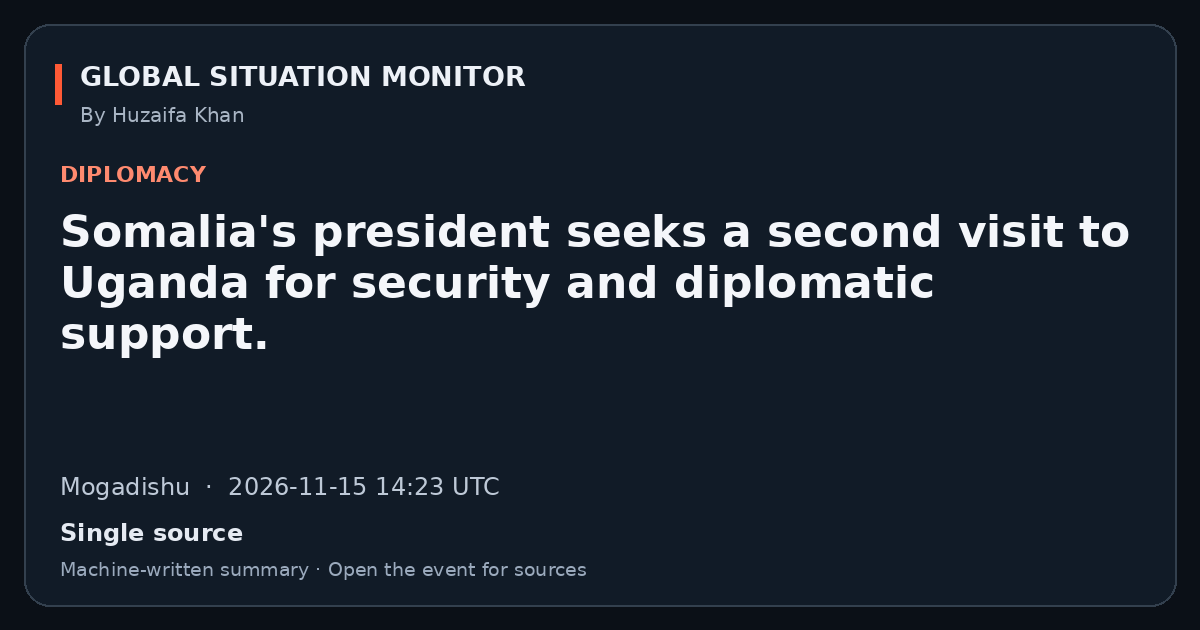 GLOBAL SITUATION MONITOR
By Huzaifa Khan
DIPLOMACY
Somalia's president seeks a second visit to
Uganda for security and diplomatic
support.
Mogadishu · 2026-11-15 14:23 UTC
Single source
Machine-written summary · Open the event for sources